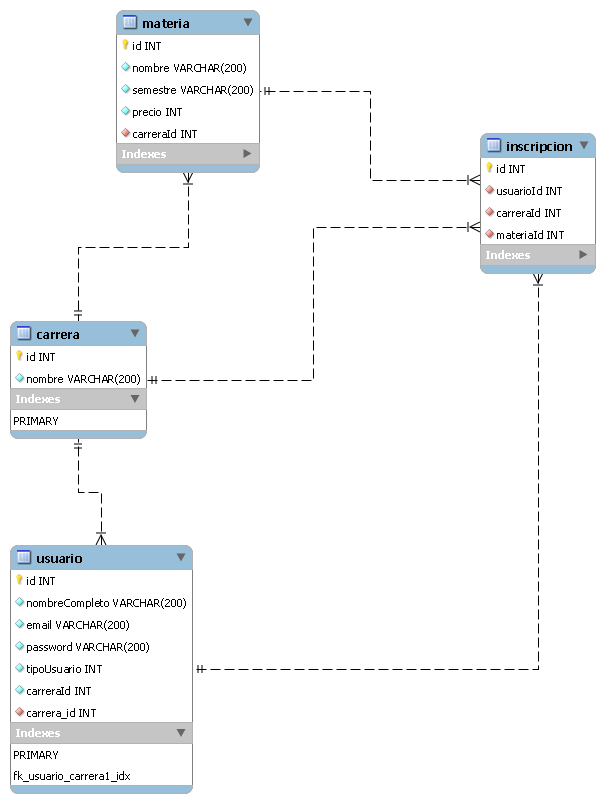 materia
id INT
nombre VARCHAR(200)
semestre VARCHAR(200)
precio INT
carreraId INT
Indexes
inscripcion
id INT
usuarioId INT
carreraId INT
materiaId INT
Indexes
carrera
id INT
nombre VARCHAR(200)
Indexes
PRIMARY
usuario
id INT
nombreCompleto VARCHAR(200)
email VARCHAR(200)
password VARCHAR(200)
tipoUsuario INT
carreraId INT
carrera_id INT
Indexes
PRIMARY
fk_usuario_carrera1_idx